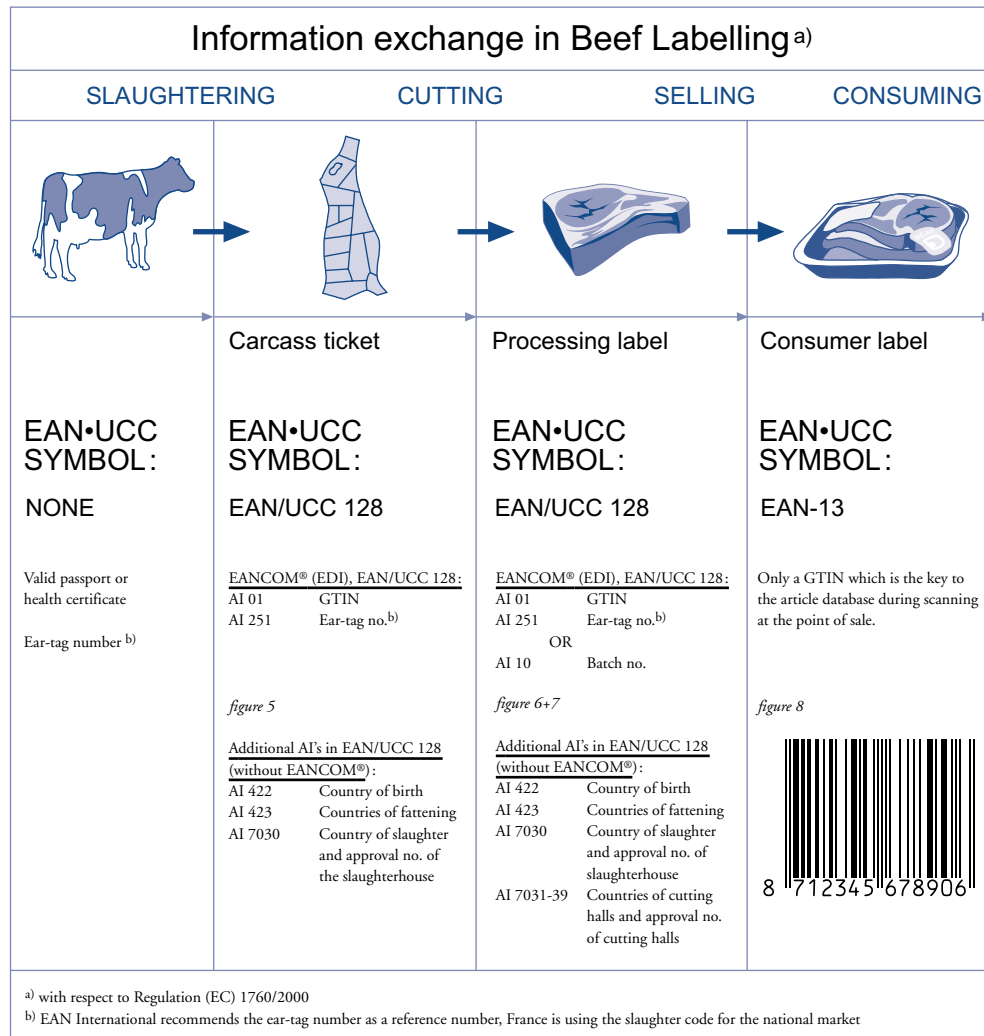 Information exchange in Beef Labelling a)
SLAUGHTERING
CUTTING
SELLING
CONSUMING
EAN•UCC
SYMBOL:
NONE
Valid passport or
health certificate
Ear-tag number b)
Carcass ticket
EAN•UCC
SYMBOL:
EAN/UCC 128
EANCOM® (EDI), EAN/UCC 128:
AI 01 GTIN
AI 251 Ear-tag no.b)
figure 5
Additional AI's in EAN/UCC 128
(without EANCOM®):
AI 422 Country of birth
AI 423 Countries of fattening
AI 7030 Country of slaughter
and approval no. of
the slaughterhouse
Processing label
EAN•UCC
SYMBOL:
EAN/UCC 128
EANCOM® (EDI), EAN/UCC 128:
AI 01 GTIN
AI 251 Ear-tag no.b)
OR
AI 10 Batch no.
figure 6+7
Additional AI's in EAN/UCC 128
(without EANCOM®):
AI 422 Country of birth
AI 423 Countries of fattening
AI 7030 Country of slaughter
and approval no. of
slaughterhouse
AI 7031-39 Countries of cutting
halls and approval no.
of cutting halls
Consumer label
EAN•UCC
SYMBOL:
EAN-13
Only a GTIN which is the key to
the article database during scanning
at the point of sale.
figure 8
8 712345 678906
a) with respect to Regulation (EC) 1760/2000
b) EAN International recommends the ear-tag number as a reference number, France is using the slaughter code for the national market